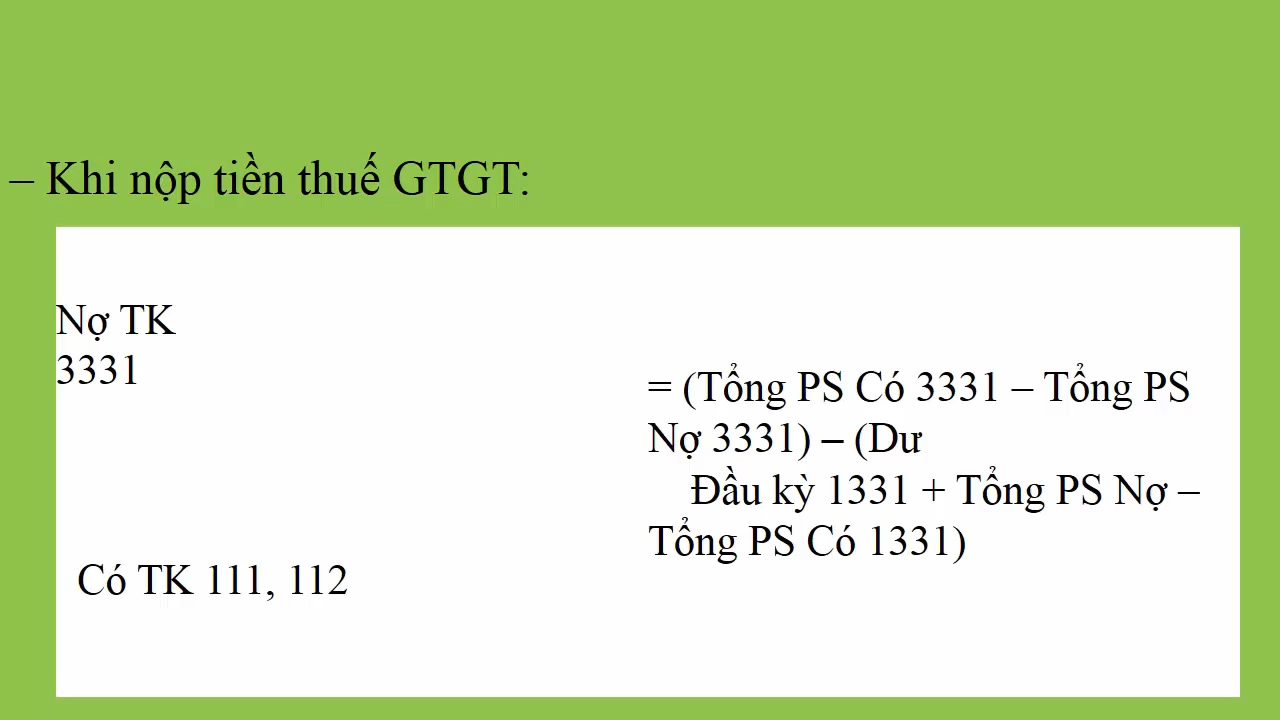 – Khi nộp tiền thuế GTGT:
Nợ TK
3331
= (Tổng PS Có 3331 – Tổng PS
Nợ 3331) – (Dư
Đầu kỳ 1331 + Tổng PS Nợ –
Tổng PS Có 1331)
Có TK 111, 112